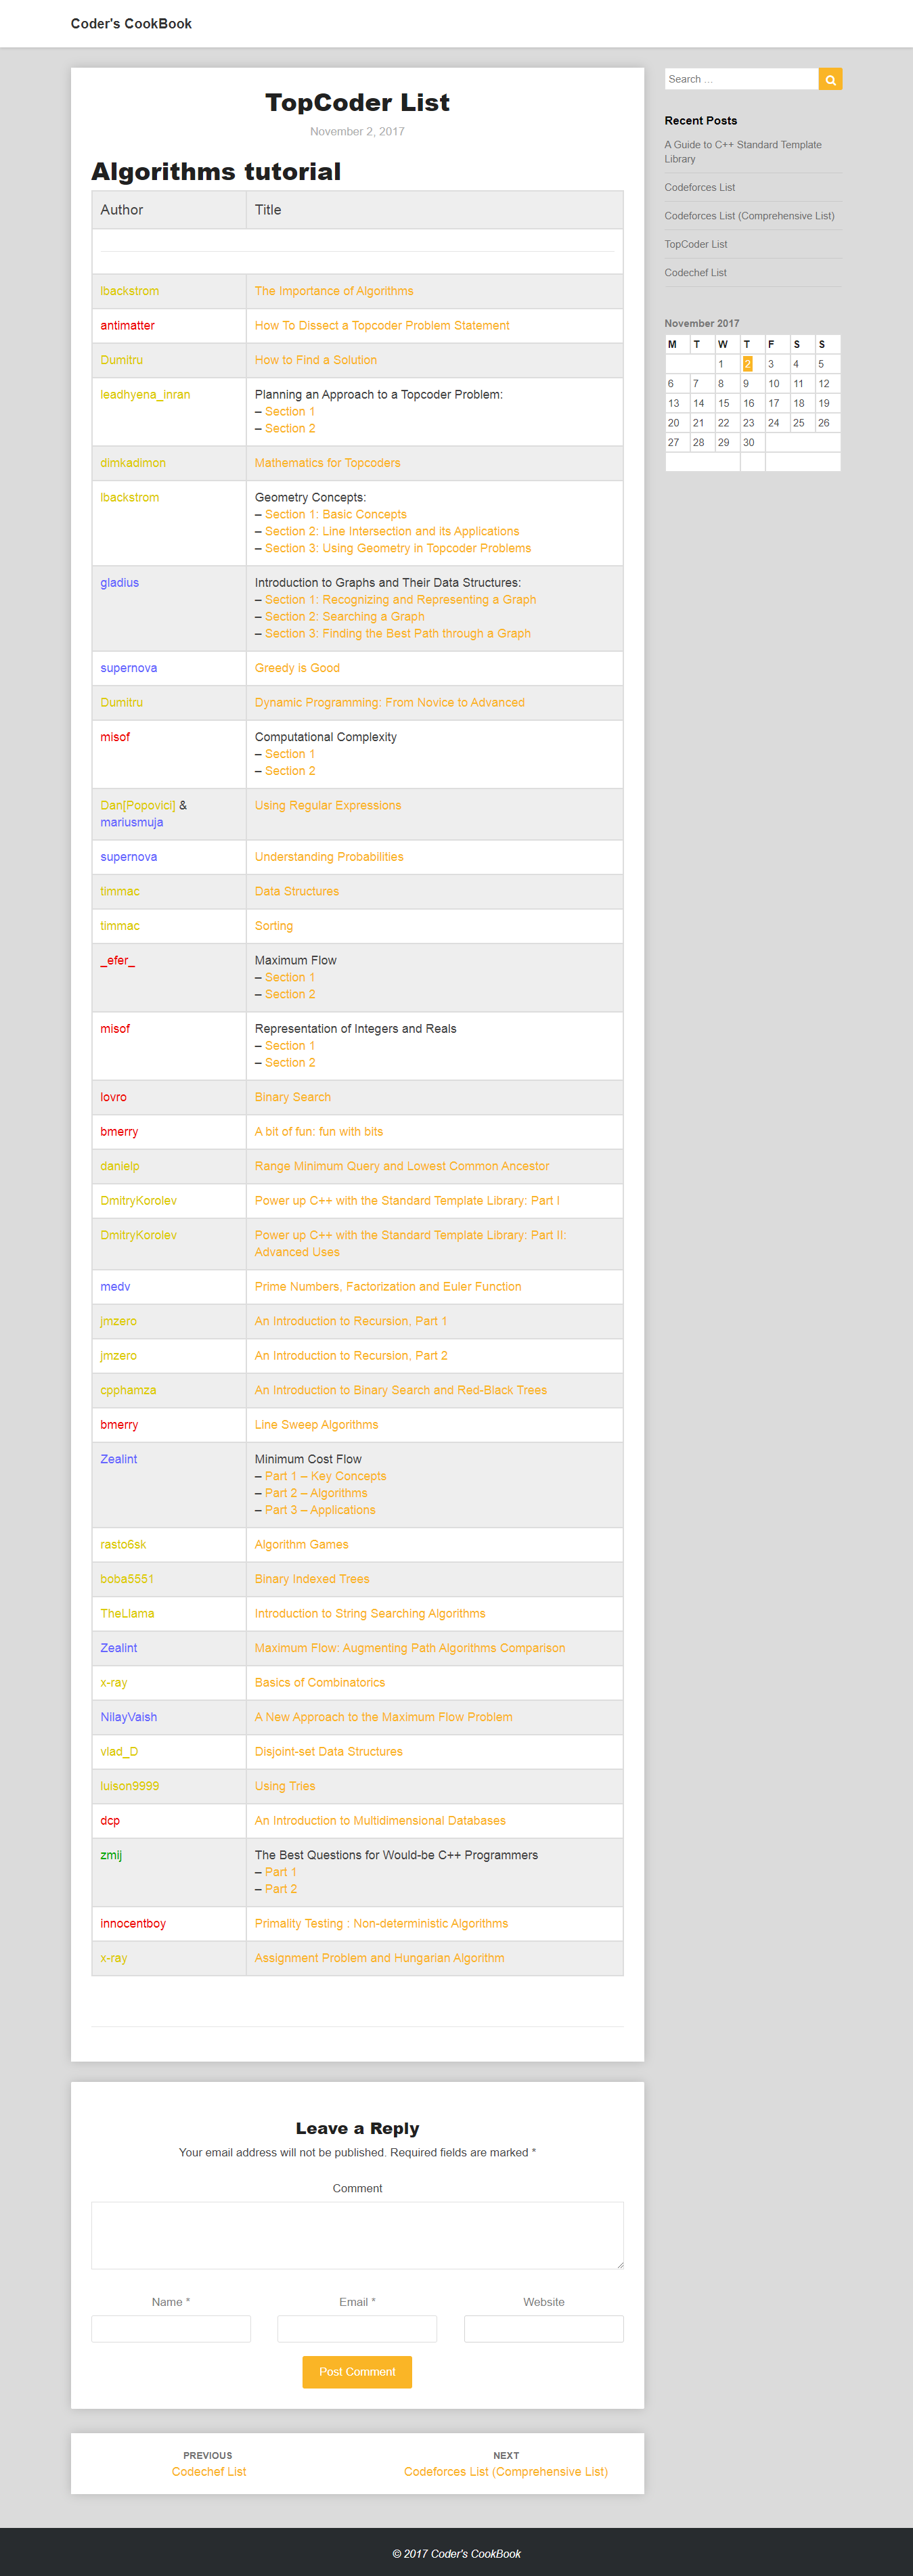 Coder's CookBook
TopCoder List
November 2, 2017
Algorithms tutorial
Author Title
lbackstrom The Importance of Algorithms
antimatter How To Dissect a Topcoder Problem Statement
Dumitru How to Find a Solution
leadhyena_inran Planning an Approach to a Topcoder Problem:
– Section 1
– Section 2
dimkadimon Mathematics for Topcoders
lbackstrom Geometry Concepts:
– Section 1: Basic Concepts
– Section 2: Line Intersection and its Applications
– Section 3: Using Geometry in Topcoder Problems
gladius Introduction to Graphs and Their Data Structures:
– Section 1: Recognizing and Representing a Graph
– Section 2: Searching a Graph
– Section 3: Finding the Best Path through a Graph
supernova Greedy is Good
Dumitru Dynamic Programming: From Novice to Advanced
misof Computational Complexity
– Section 1
– Section 2
Dan[Popovici] & Using Regular Expressions
mariusmuja
supernova Understanding Probabilities
timmac Data Structures
timmac Sorting
_efer_ Maximum Flow
– Section 1
– Section 2
misof Representation of Integers and Reals
– Section 1
– Section 2
lovro Binary Search
bmerry A bit of fun: fun with bits
danielp Range Minimum Query and Lowest Common Ancestor
DmitryKorolev Power up C++ with the Standard Template Library: Part I
DmitryKorolev Power up C++ with the Standard Template Library: Part II:
Advanced Uses
medv Prime Numbers, Factorization and Euler Function
jmzero An Introduction to Recursion, Part 1
jmzero An Introduction to Recursion, Part 2
cpphamza An Introduction to Binary Search and Red-Black Trees
bmerry Line Sweep Algorithms
Zealint Minimum Cost Flow
– Part 1 – Key Concepts
– Part 2 – Algorithms
– Part 3 – Applications
rasto6sk Algorithm Games
boba5551 Binary Indexed Trees
TheLlama Introduction to String Searching Algorithms
Zealint Maximum Flow: Augmenting Path Algorithms Comparison
x-ray Basics of Combinatorics
NilayVaish A New Approach to the Maximum Flow Problem
vlad_D Disjoint-set Data Structures
luison9999 Using Tries
dcp An Introduction to Multidimensional Databases
zmij The Best Questions for Would-be C++ Programmers
– Part 1
– Part 2
innocentboy Primality Testing : Non-deterministic Algorithms
x-ray Assignment Problem and Hungarian Algorithm
Leave a Reply
Your email address will not be published. Required fields are marked *
Comment
Name * Email * Website
Post Comment
PREVIOUS NEXT
Codechef List Codeforces List (Comprehensive List)
Search …
Recent Posts
A Guide to C++ Standard Template
Library
Codeforces List
Codeforces List (Comprehensive List)
TopCoder List
Codechef List
November 2017
M T W T F S S
1 2 3 4 5
6 7 8 9 10 11 12
13 14 15 16 17 18 19
20 21 22 23 24 25 26
27 28 29 30
© 2017 Coder's CookBook